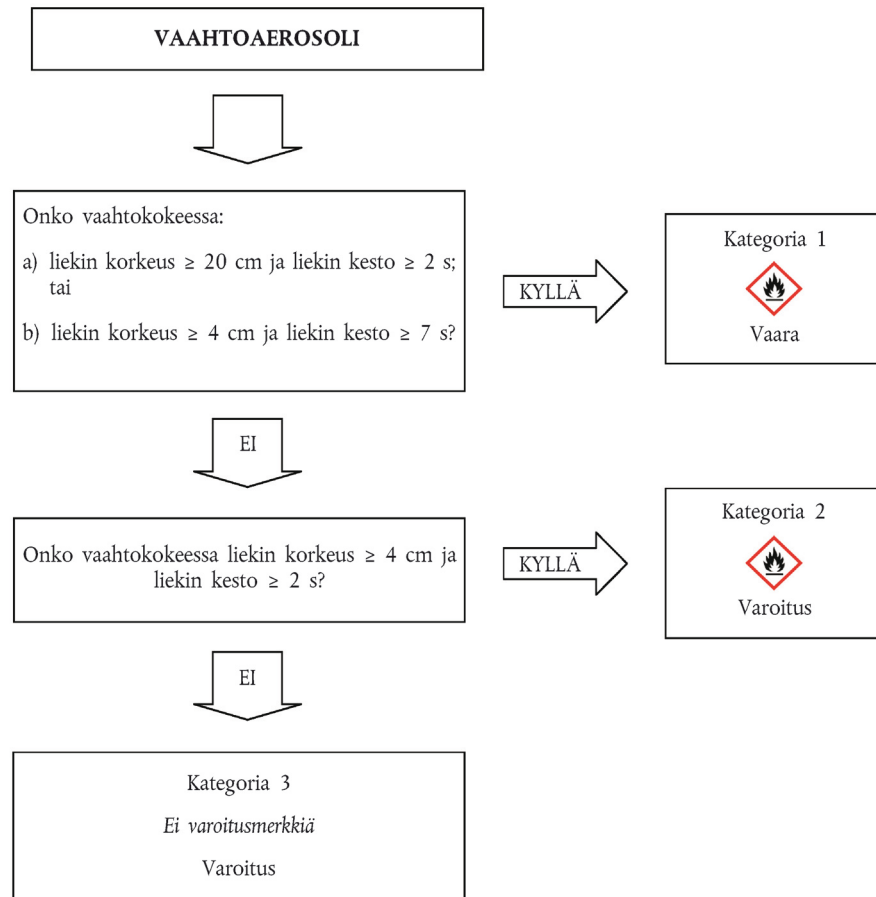 VAAHTOAEROSOLI
Onko vaahtokokeessa:
a) liekin korkeus ≥ 20 cm ja liekin kesto ≥ 2 s;
tai
b) liekin korkeus ≥ 4 cm ja liekin kesto ≥ 7 s?
KYLLÄ
Kategoria 1
Vaara
EI
Onko vaahtokokeessa liekin korkeus ≥ 4 cm ja
liekin kesto ≥ 2 s?
KYLLÄ
Kategoria 2
Varoitus
EI
Kategoria 3
Ei varoitusmerkkiä
Varoitus